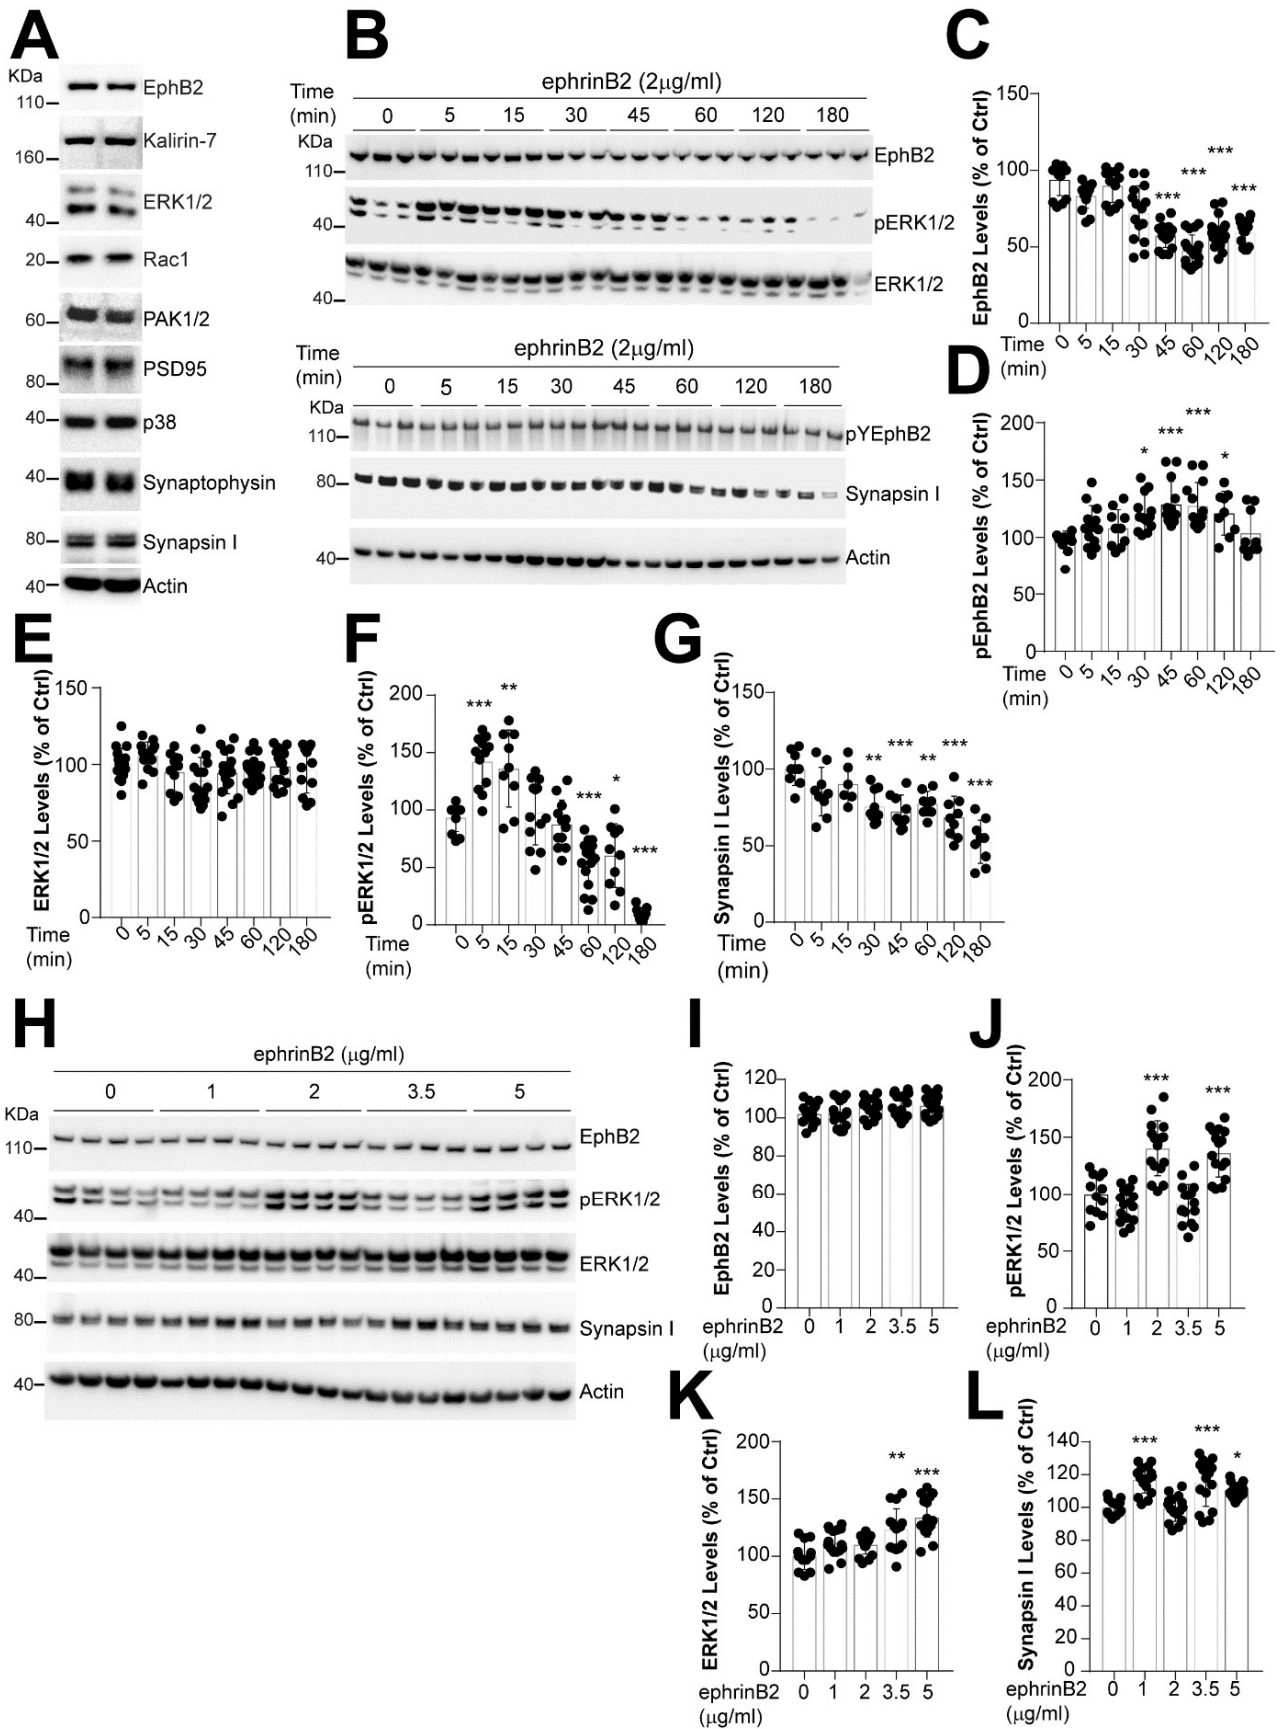 A
KDa
110
EphB2
Kalirin-7
160
ERK1/2
40
20
Rac1
60
PAK1/2
PSD95
80
40
p38
40
Synaptophysin
80
Synapsin I
40
Actin
B
ephrinB2 (2μg/ml)
Time
(min)
0 5 15 30 45 60 120 180
KDa
110
EphB2
40
pERK1/2
40
ERK1/2
ephrinB2 (2μg/ml)
Time
(min)
0 5 15 30 45 60 120 180
KDa
110
pYEphB2
80
Synapsin I
40
Actin
C
EphB2 Levels (% of Ctrl)
150
100
50
0
*** *** *** ***
Time
(min)
0 5 15 30 45 60 120 180
D
pEphB2 Levels (% of Ctrl)
200
150
100
50
0
* *** *** *
Time
(min)
0 5 15 30 45 60 120 180
E
ERK1/2 Levels (% of Ctrl)
150
100
50
0
Time
(min)
0 5 15 30 45 60 120 180
F
pERK1/2 Levels (% of Ctrl)
200
150
100
50
0
*** ** *** * ***
Time
(min)
0 5 15 30 45 60 120 180
G
Synapsin I Levels (% of Ctrl)
150
100
50
0
** *** ** *** ***
Time
(min)
0 5 15 30 45 60 120 180
H
ephrinB2 (μg/ml)
0 1 2 3.5 5
KDa
110
EphB2
pERK1/2
40
ERK1/2
40
80
Synapsin I
40
Actin
I
EphB2 Levels (% of Ctrl)
120
100
80
60
40
20
0
ephrinB2
(μg/ml)
0 1 2 3.5 5
J
pERK1/2 Levels (% of Ctrl)
200
150
100
50
0
*** ***
ephrinB2
(μg/ml)
0 1 2 3.5 5
K
ERK1/2 Levels (% of Ctrl)
200
150
100
50
0
** ***
ephrinB2
(μg/ml)
0 1 2 3.5 5
L
Synapsin I Levels (% of Ctrl)
140
120
100
80
60
40
20
0
*** *** *
ephrinB2
(μg/ml)
0 1 2 3.5 5